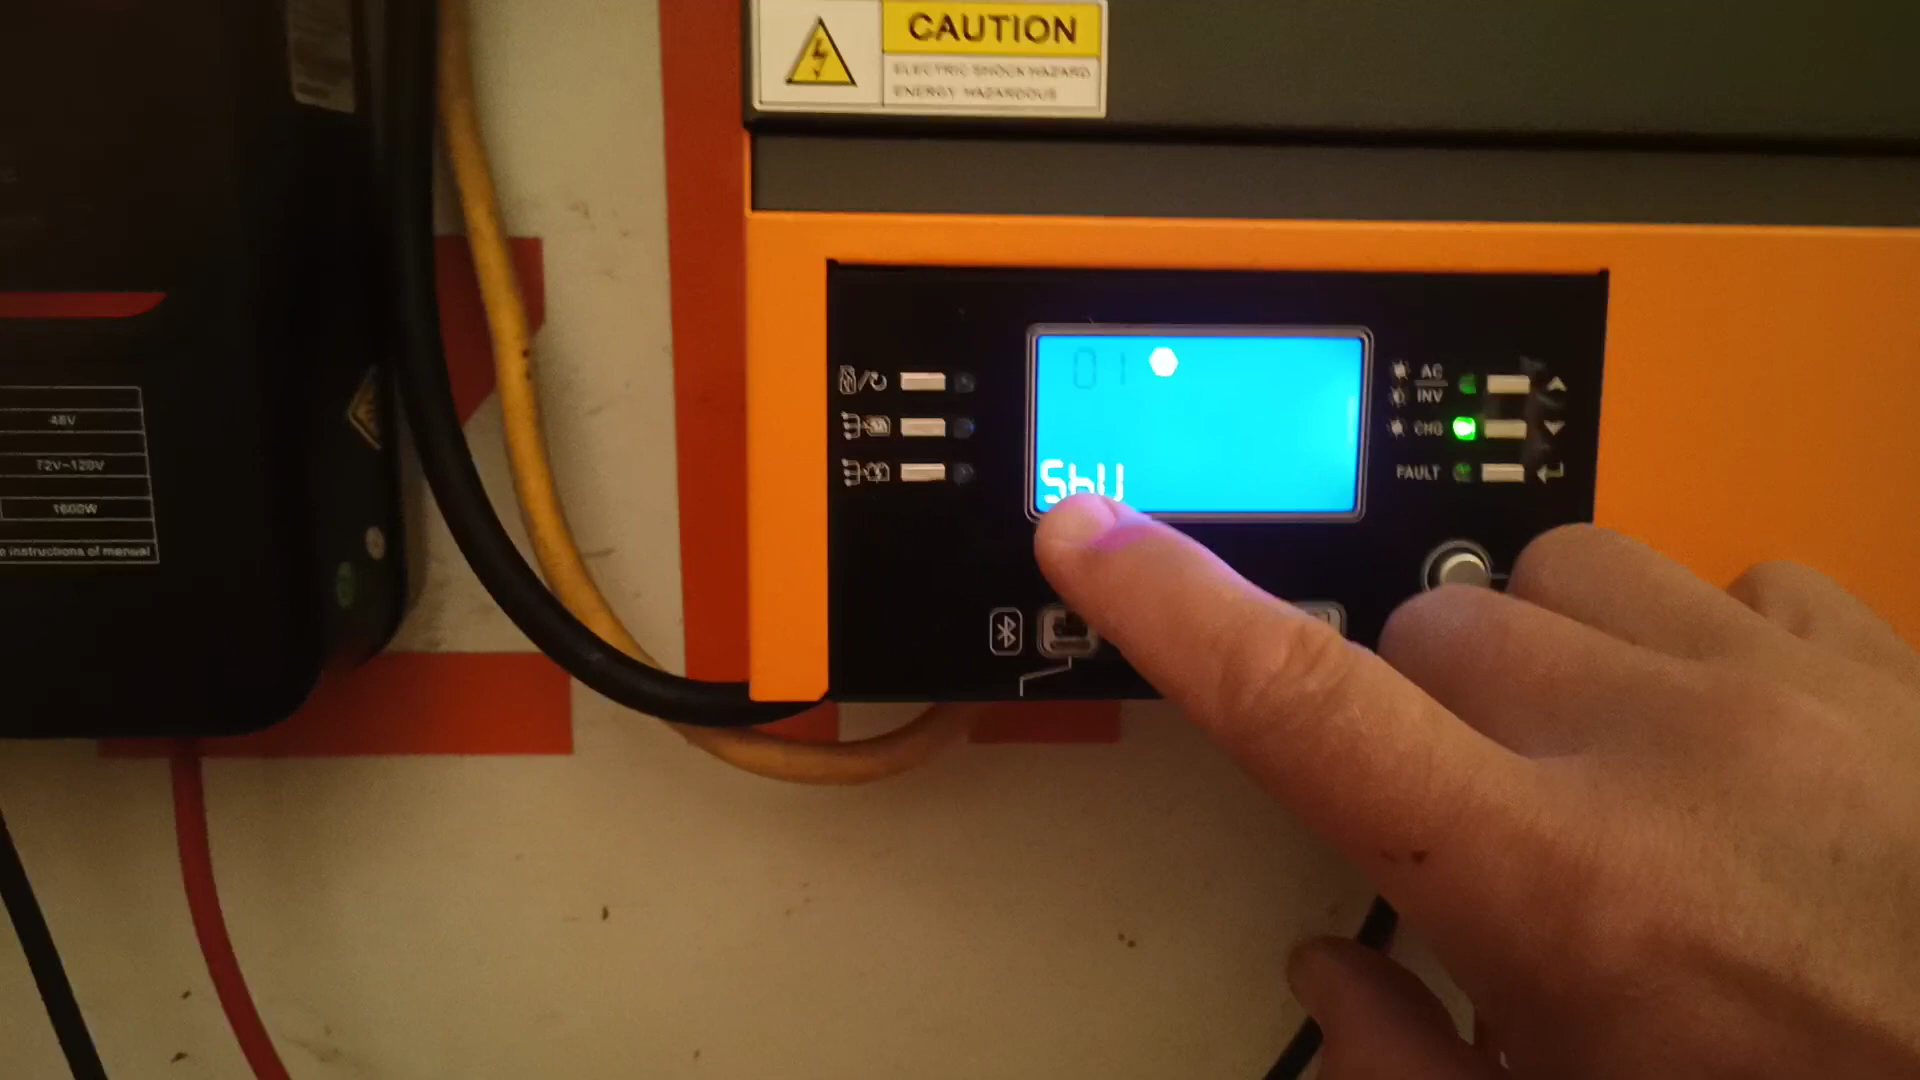 CAUTION
ELECTRIC SHOCK HAZARD
ENERGY HAZARDOUS
01
SbU
AC
INV
CHG
FAULT
48V
72V~120V
1600W
instructions of manual